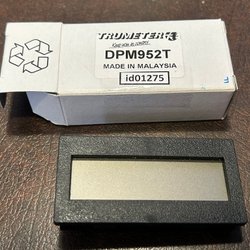 TRUMETER
DPM952T
MADE IN MALAYSIA
id01275